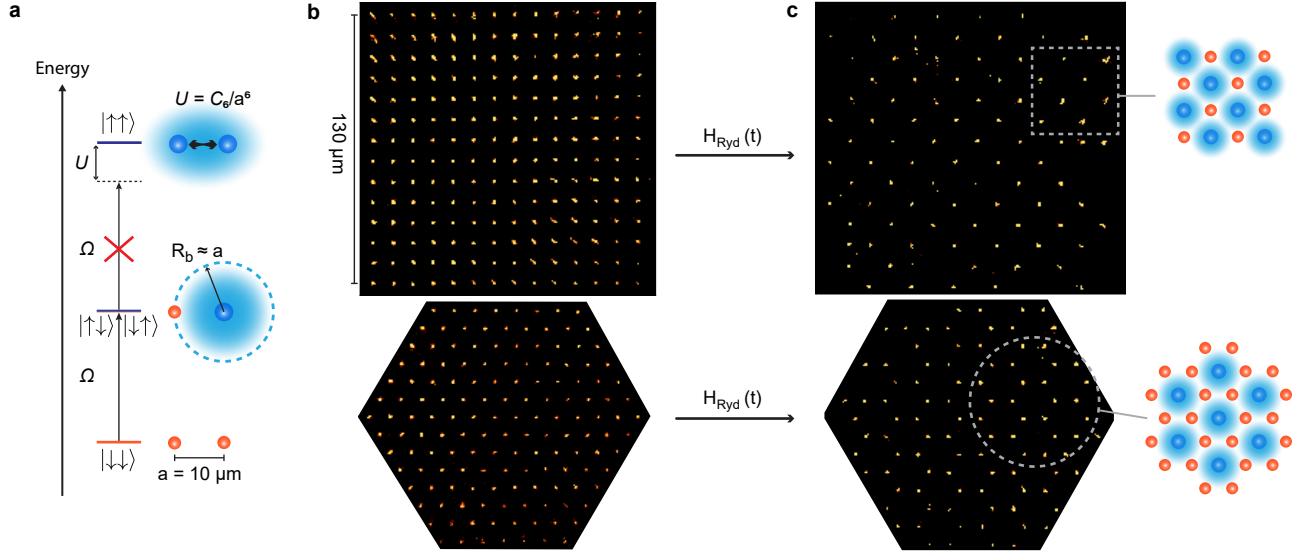 a
Energy
|↑↑⟩
U = C₆/a⁶
U
Ω
R_b ≈ a
|↑↓⟩ |↓↑⟩
Ω
|↓↓⟩
a = 10 µm
b
130 µm
H_Ryd (t)
H_Ryd (t)
c